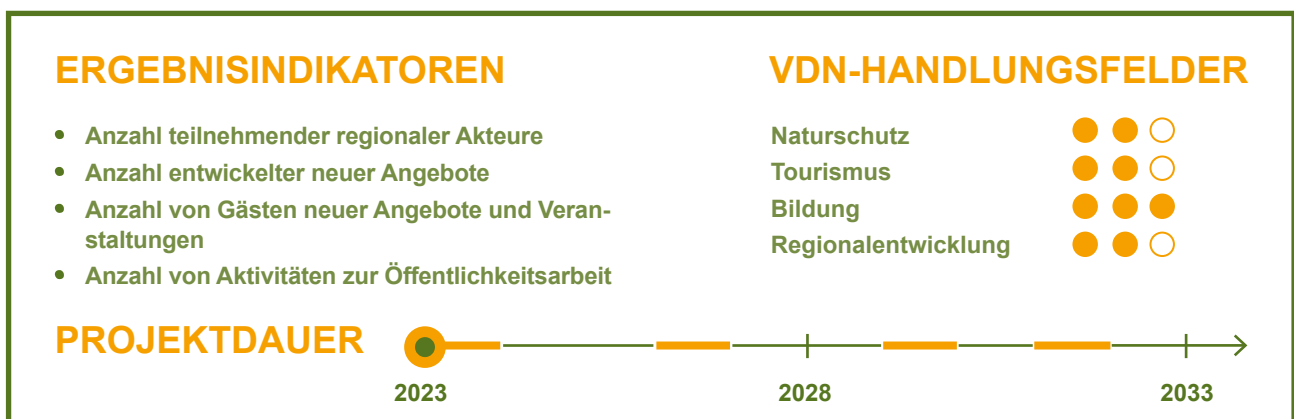 ERGEBNISINDIKATOREN
• Anzahl teilnehmender regionaler Akteure
• Anzahl entwickelter neuer Angebote
• Anzahl von Gästen neuer Angebote und Veran-
staltungen
• Anzahl von Aktivitäten zur Öffentlichkeitsarbeit
VDN-HANDLUNGSFELDER
Naturschutz
Tourismus
Bildung
Regionalentwicklung
PROJEKTDAUER
2023
2028
2033